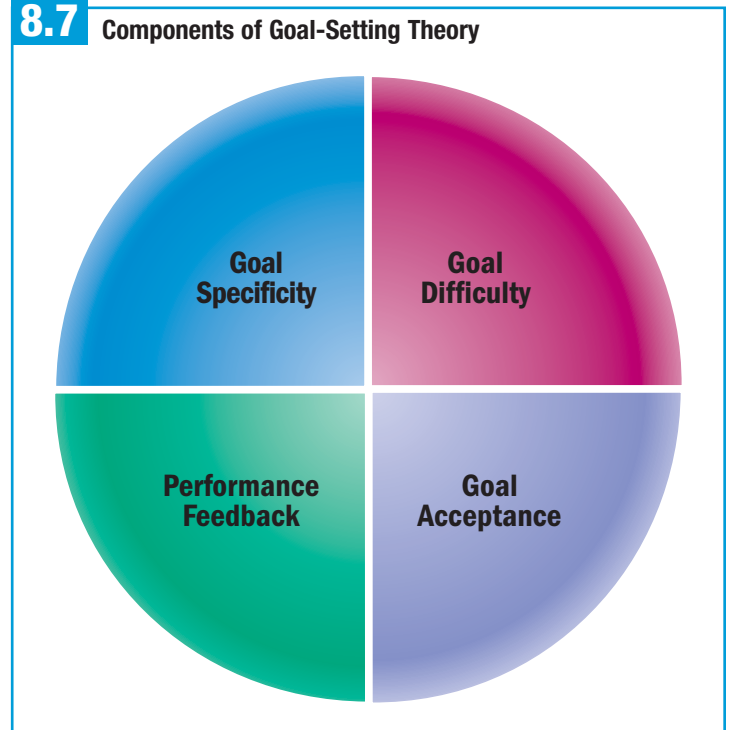 8.7 Components of Goal-Setting Theory
Goal
Specificity
Goal
Difficulty
Performance
Feedback
Goal
Acceptance